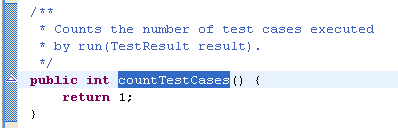 /**
 * Counts the number of test cases executed
 * by run(TestResult result).
 */
public int countTestCases() {
    return 1;
}